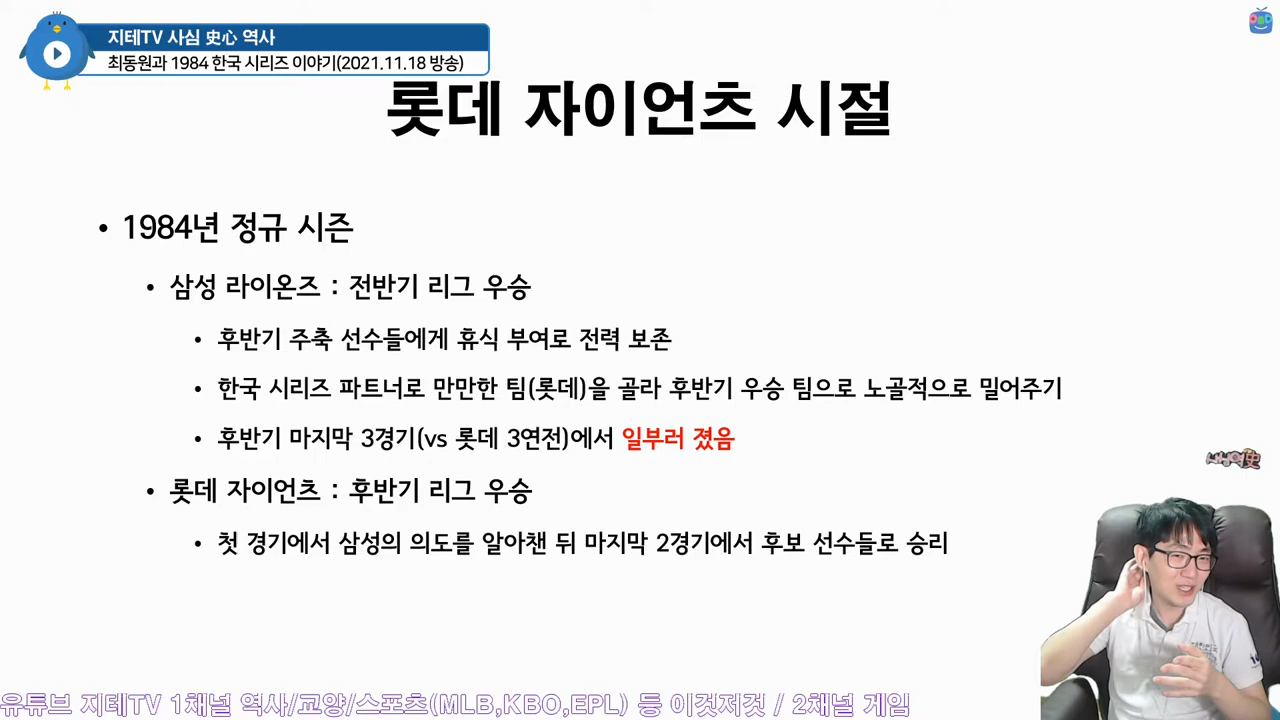 지테TV 사심 史心 역사
최동원과 1984 한국 시리즈 이야기(2021.11.18 방송)
롯데 자이언츠 시절
• 1984년 정규 시즌
• 삼성 라이온즈 : 전반기 리그 우승
• 후반기 주축 선수들에게 휴식 부여로 전력 보존
• 한국 시리즈 파트너로 만만한 팀(롯데)을 골라 후반기 우승 팀으로 노골적으로 밀어주기
• 후반기 마지막 3경기(vs 롯데 3연전)에서 일부러 졌음
• 롯데 자이언츠 : 후반기 리그 우승
• 첫 경기에서 삼성의 의도를 알아챈 뒤 마지막 2경기에서 후보 선수들로 승리
유튜브 지테TV 1채널 역사/교양/스포츠(MLB,KBO,EPL) 등 이것저것 / 2채널 게임